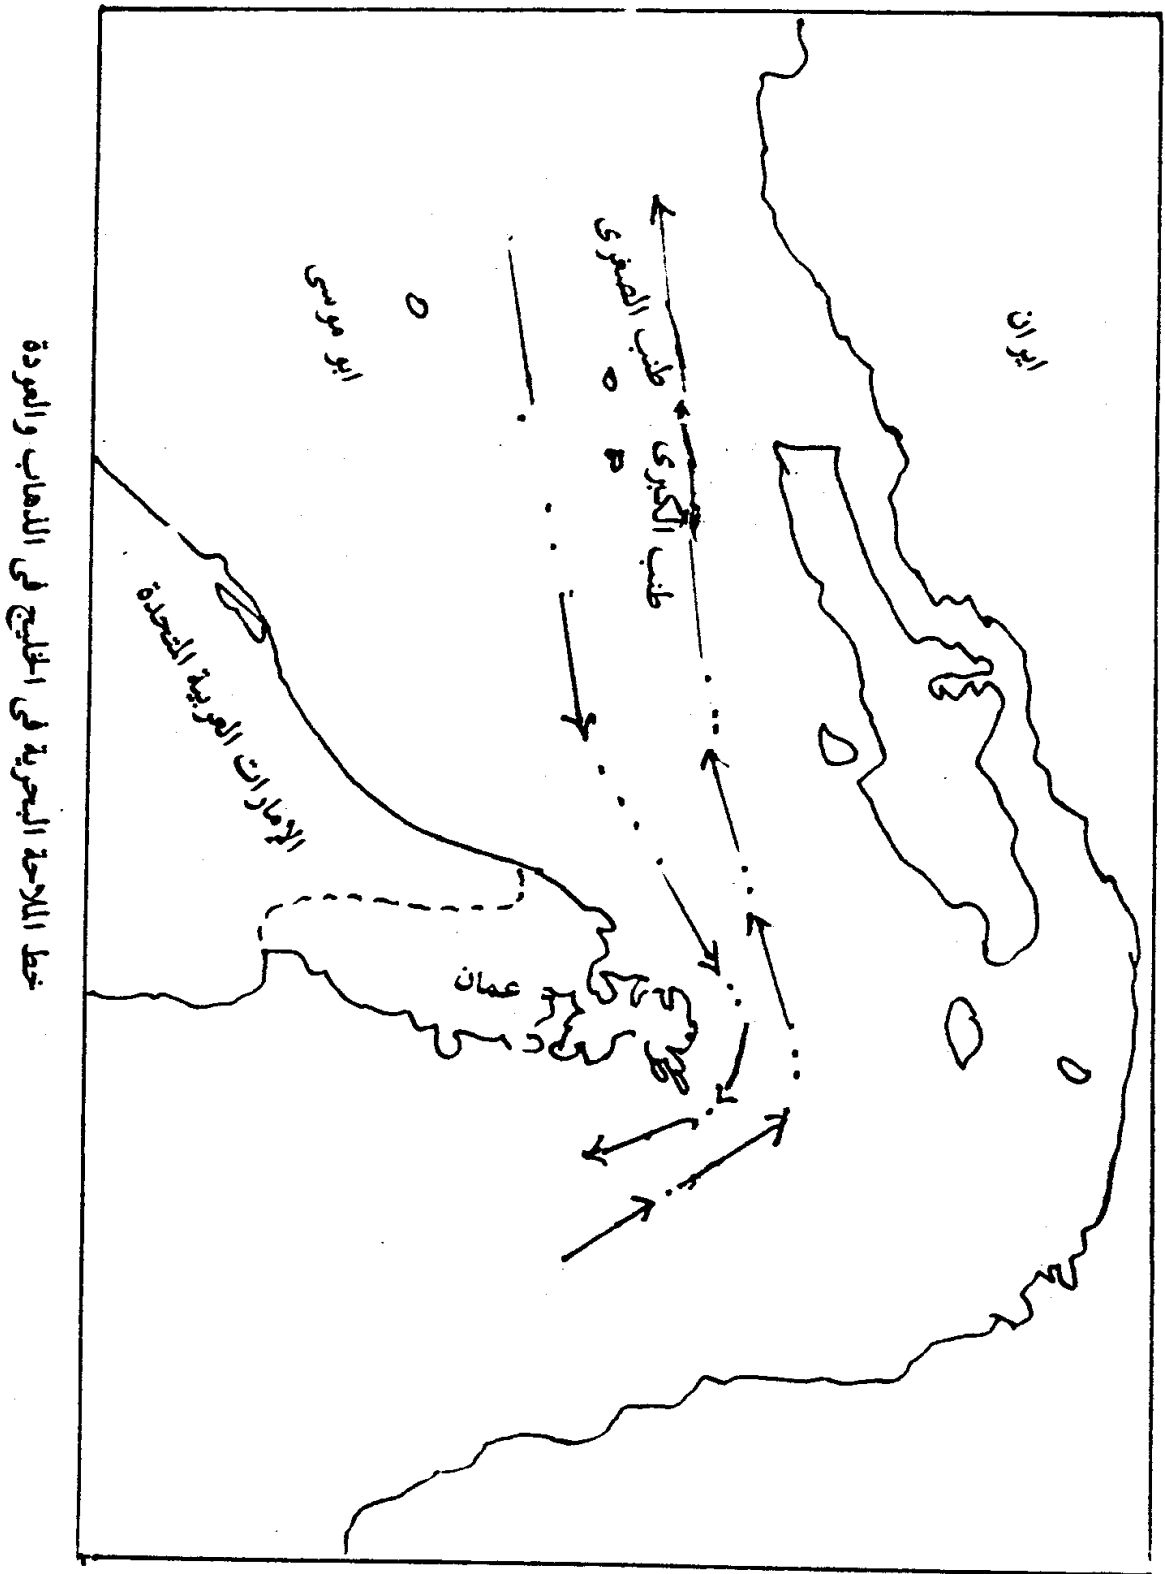 ايران
طنب الصغرى
طنب الكبرى
ابو موسى
الإمارات العربية المتحدة
عمان
خط الملاحة البحرية في الخليج في الذهاب والعودة